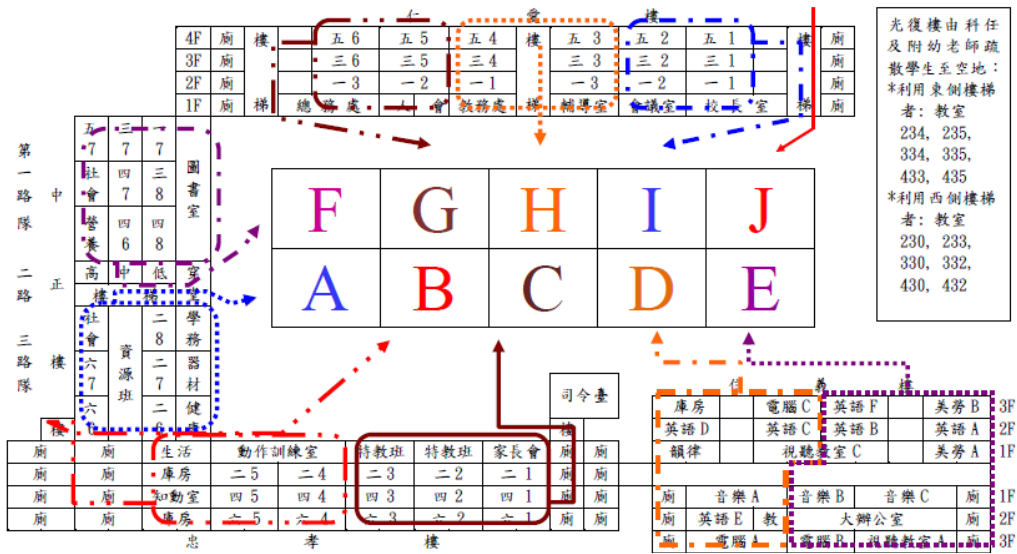 仁 愛 樓
4F 廁 樓 五 6 五 5 五 4 樓 五 3 五 2 五 1 樓 廁
3F 廁 三 6 三 5 三 4 三 3 三 2 三 1 廁
2F 廁 一 3 一 2 一 1 一 3 一 2 一 1 廁
1F 廁 梯 總 務 處 人 會 教務處 梯 輔導室 會議室 校 長 室 梯 廁
光復樓由科任
及附幼老師疏
散學生至空地：
*利用東側樓梯
者：教室
234, 235,
334, 335,
433, 435
*利用西側樓梯
者：教室
230, 233,
330, 332,
430, 432
第一路隊
二路
三路隊
中正樓
五7 三7 一7 圖書室
社會 四7 三8
營養 四6 四8
高 中 低 穿
樓 梯 堂
社會 資源班 二8 學務
六7 二7 器材
六6 二6 健康
F G H I J
A B C D E
司令臺
樓 樓
廁 廁 生活 動作訓練室 特教班 特教班 家長會 廁 廁
廁 廁 庫房 二 5 二 4 二 3 二 2 二 1 廁
廁 廁 知動室 四 5 四 4 四 3 四 2 四 1 廁 廁
廁 廁 庫房 六 5 六 4 六 3 六 2 六 1 廁 廁
忠 孝 樓
信 義 樓
庫房 電腦 C 英語 F 美勞 B 3F
英語 D 英語 C 英語 B 英語 A 2F
韻律 視聽教室 C 美勞 A 1F
廁 音樂 A 音樂 B 音樂 C 廁 1F
廁 英語 E 教 大辦公室 廁 2F
廁 電腦 A 電腦 B 視聽教室 A 廁 3F